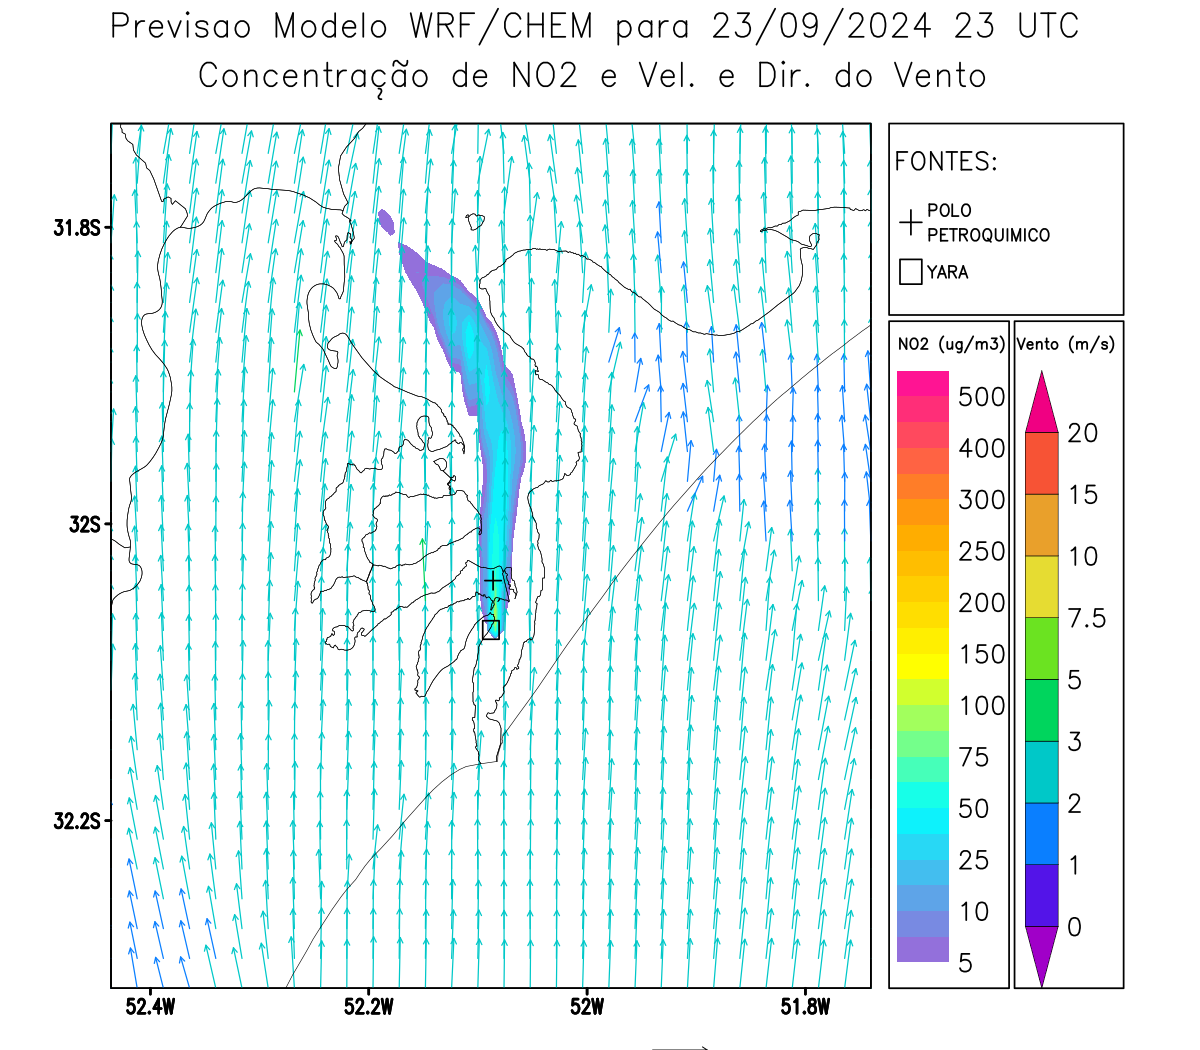 Previsao Modelo WRF/CHEM para 23/09/2024 23 UTC
Concentração de NO2 e Vel. e Dir. do Vento
FONTES:
POLO
PETROQUIMICO
YARA
NO2 (ug/m3)
500
400
300
250
200
150
100
75
50
25
10
5
Vento (m/s)
20
15
10
7.5
5
3
2
1
0
31.8S
32S
32.2S
52.4W
52.2W
52W
51.8W